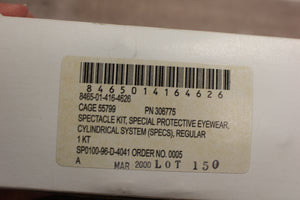 8465014164626
8465-01-416-4626
CAGE 55799 PN 306775
SPECTACLE KIT, SPECIAL PROTECTIVE EYEWEAR,
CYLINDRICAL SYSTEM (SPECS), REGULAR
1 KT
SP0100-96-D-4041 ORDER NO. 0005
A MAR 2000 LOT 150